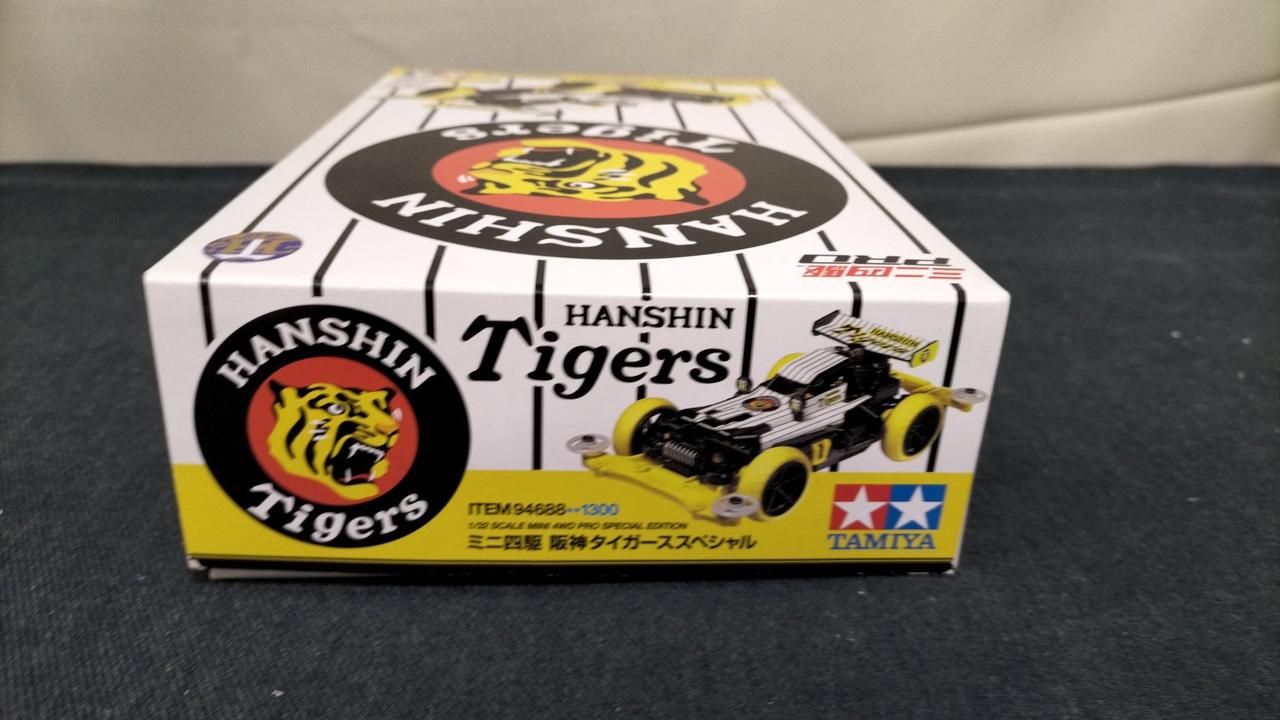 HANSHIN
Tigers
ミニ四駆
PRO
HANSHIN
Tigers
HANSHIN
Tigers
ITEM 94688**1300
1/32 SCALE MINI 4WD PRO SPECIAL EDITION
ミニ四駆 阪神タイガーススペシャル
TAMIYA